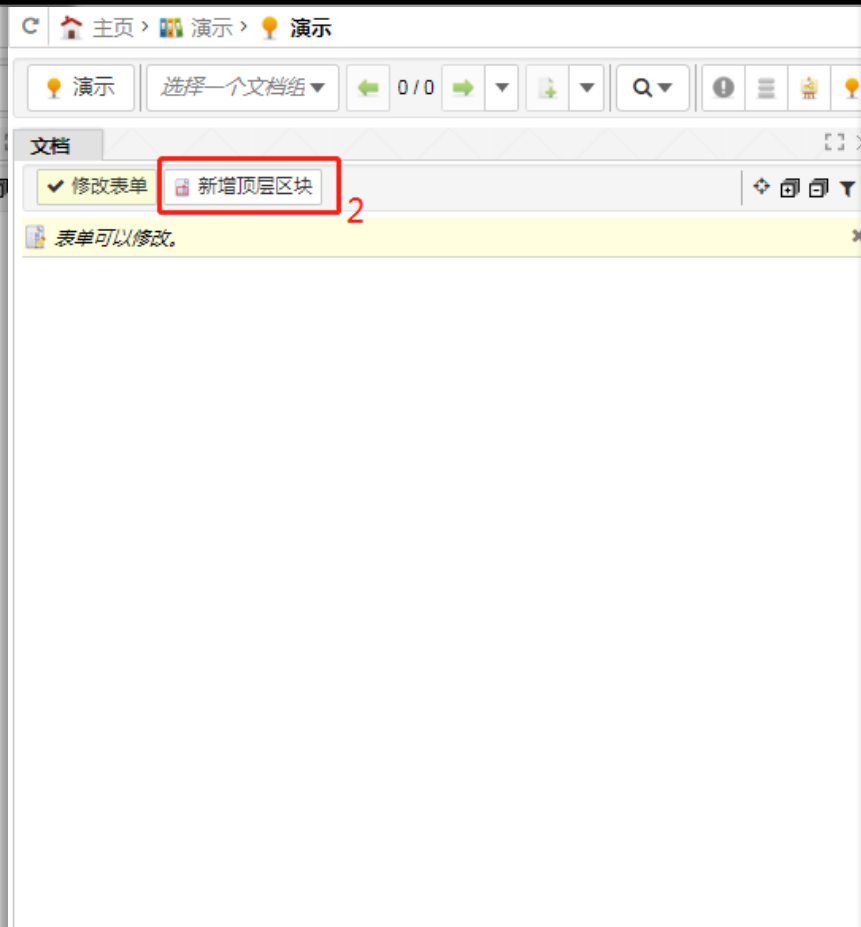 主页 演示 演示
演示 选择一个文档组 0 / 0
文档
修改表单 新增顶层区块
2
表单可以修改。